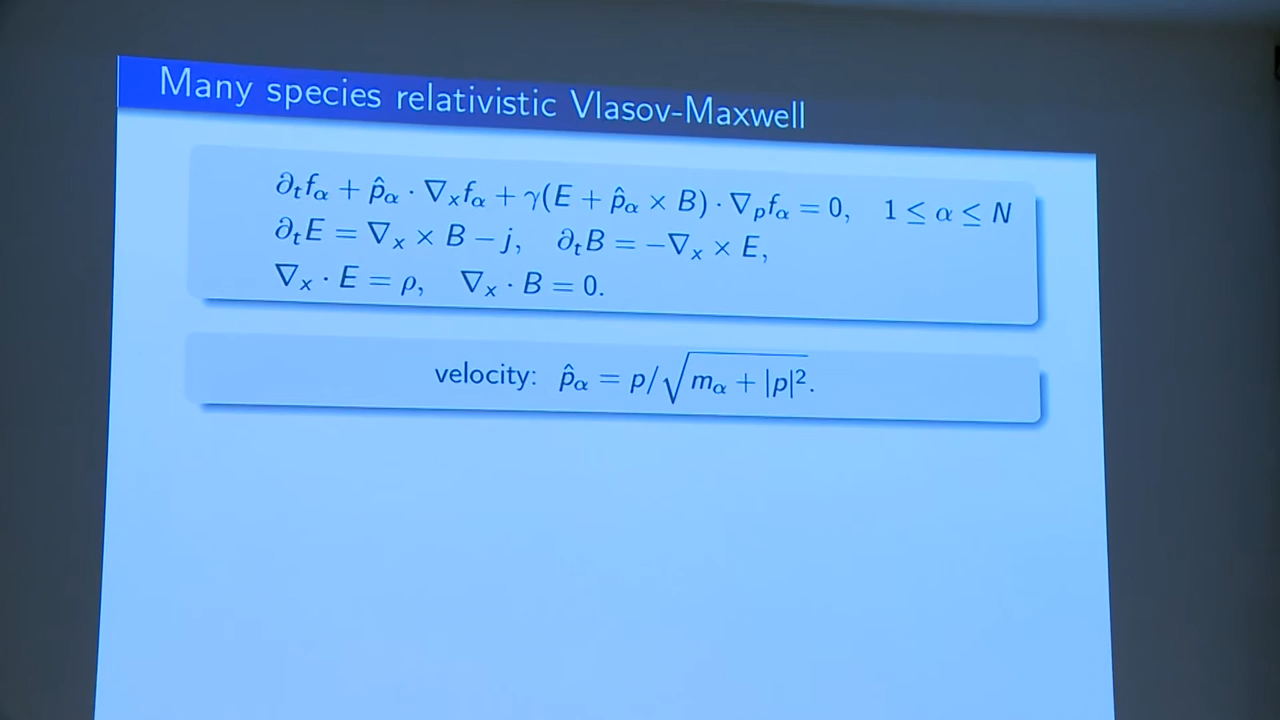 Many species relativistic Vlasov-Maxwell
∂ₜf_α + p̂_α · ∇ₓf_α + γ(E + p̂_α × B) · ∇ₚf_α = 0, 1 ≤ α ≤ N
∂ₜE = ∇ₓ × B − j, ∂ₜB = −∇ₓ × E,
∇ₓ · E = ρ, ∇ₓ · B = 0.
velocity: p̂_α = p/√(m_α + |p|²).